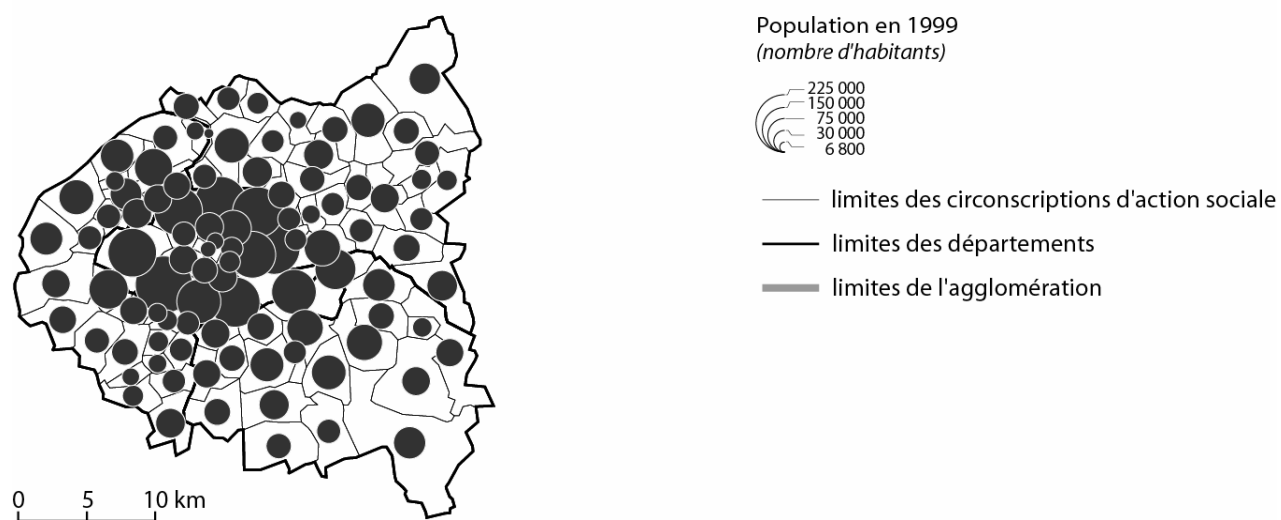 Population en 1999
(nombre d'habitants)
225 000
150 000
75 000
30 000
6 800
limites des circonscriptions d'action sociale
limites des départements
limites de l'agglomération
0 5 10 km